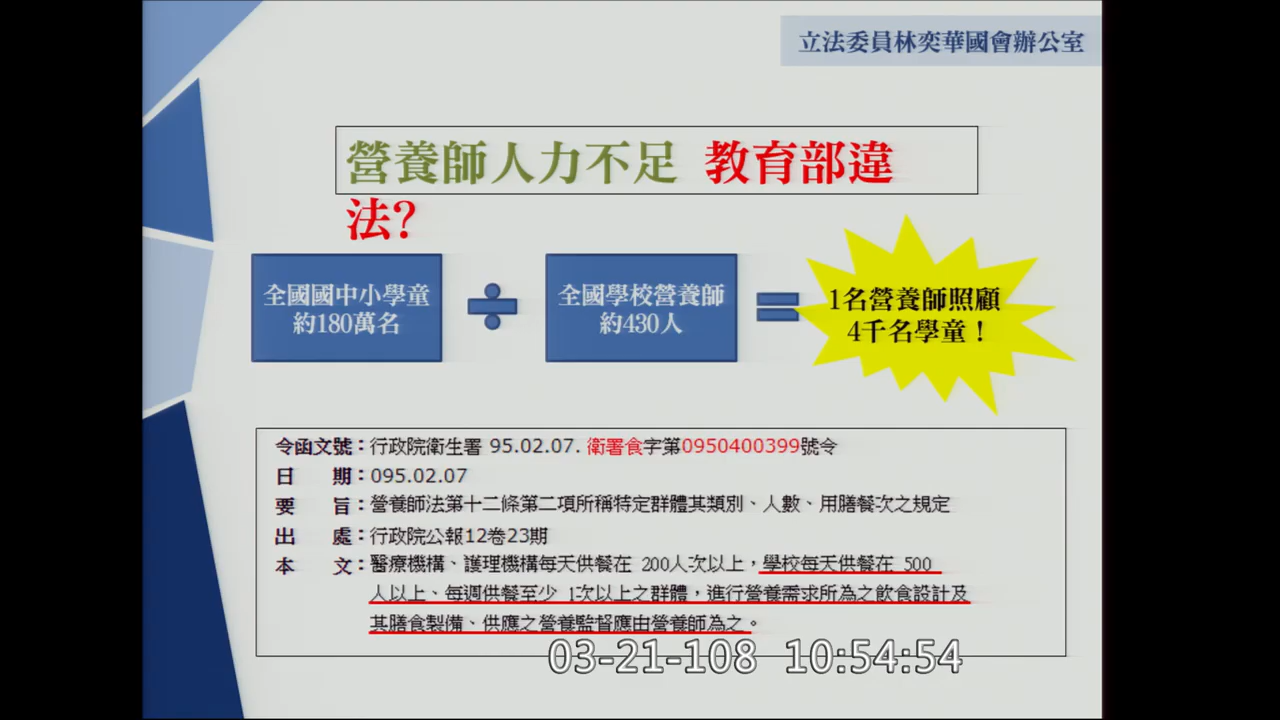 立法委員林奕華國會辦公室
營養師人力不足 教育部違
法?
全國國中小學童
約180萬名
全國學校營養師
約430人
1名營養師照顧
4千名學童！
令函文號：行政院衛生署 95.02.07. 衛署食字第0950400399號令
日　　期：095.02.07
要　　旨：營養師法第十二條第二項所稱特定群體其類別、人數、用膳餐次之規定
出　　處：行政院公報12卷23期
本　　文：醫療機構、護理機構每天供餐在 200人次以上，學校每天供餐在 500
人以上、每週供餐至少 1次以上之群體，進行營養需求所為之飲食設計及
其膳食製備、供應之營養監督應由營養師為之。
03-21-108 10:54:54